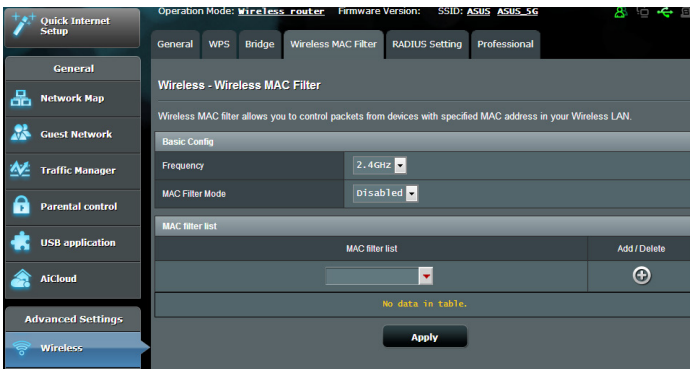 Quick Internet
Setup
General
Network Map
Guest Network
Traffic Manager
Parental control
USB application
AiCloud
Advanced Settings
Wireless
Operation Mode: Wireless router Firmware Version: SSID: ASUS ASUS_5G
General WPS Bridge Wireless MAC Filter RADIUS Setting Professional
Wireless - Wireless MAC Filter
Wireless MAC filter allows you to control packets from devices with specified MAC address in your Wireless LAN.
Basic Config
Frequency 2.4GHz
MAC Filter Mode Disabled
MAC filter list
MAC filter list Add / Delete
No data in table.
Apply